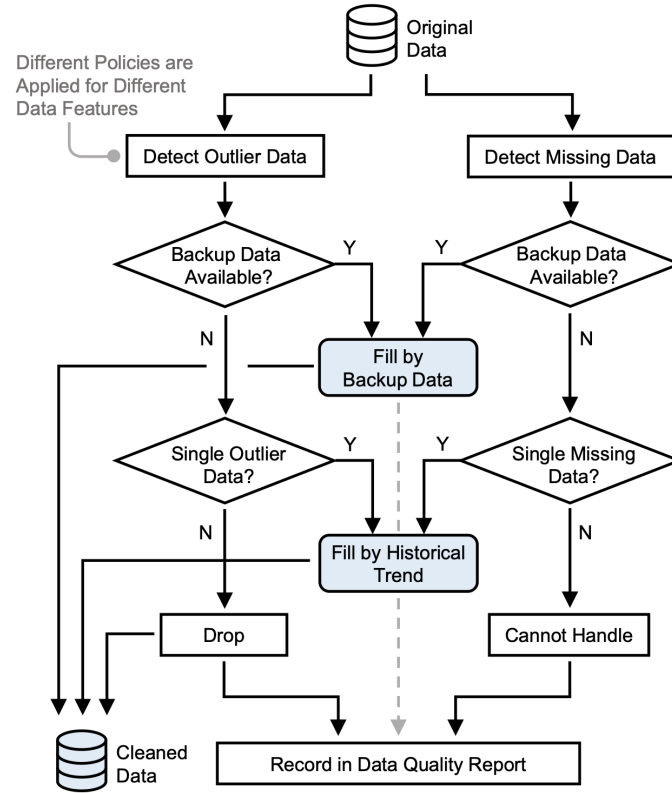 Original
Data
Different Policies are
Applied for Different
Data Features
Detect Outlier Data
Detect Missing Data
Backup Data
Available?
Y
Y
Backup Data
Available?
N
Fill by
Backup Data
N
Single Outlier
Data?
Y
Y
Single Missing
Data?
N
Fill by Historical
Trend
N
Drop
Cannot Handle
Cleaned
Data
Record in Data Quality Report